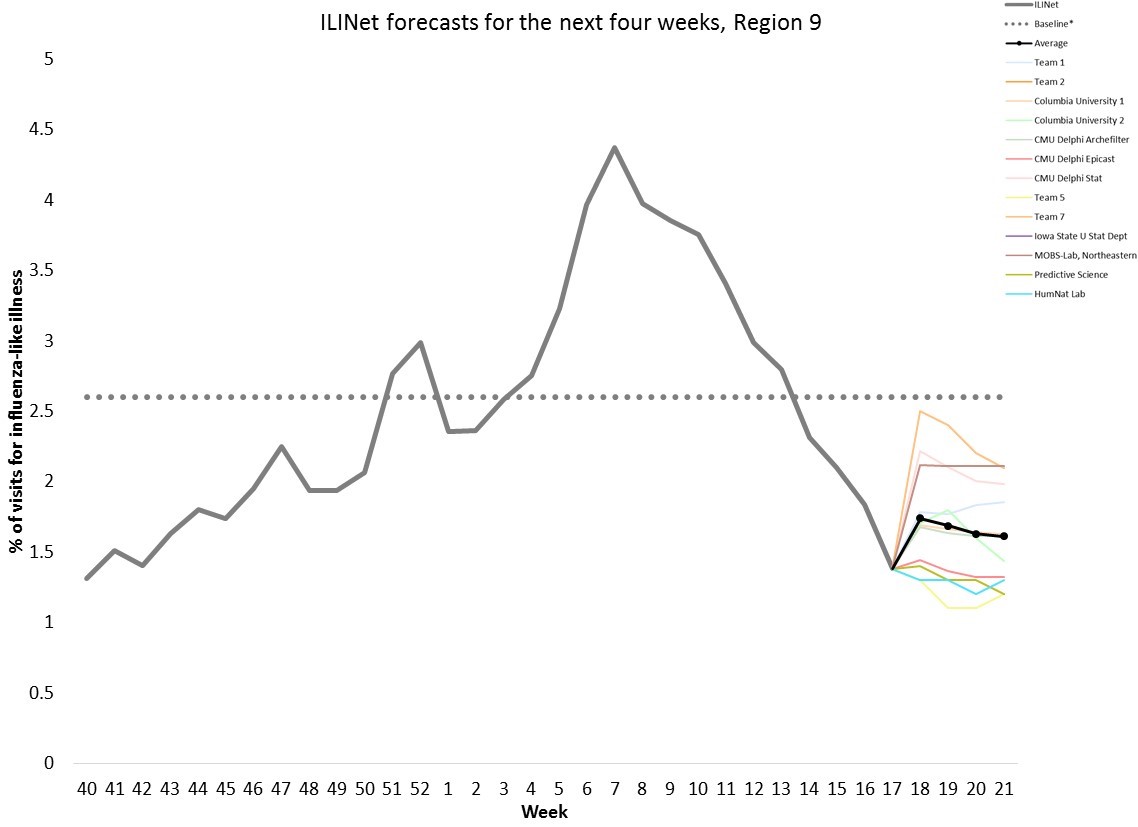 ILINet forecasts for the next four weeks, Region 9
ILINet
Baseline*
Average
Team 1
Team 2
Columbia University 1
Columbia University 2
CMU Delphi Archefilter
CMU Delphi Epicast
CMU Delphi Stat
Team 5
Team 7
Iowa State U Stat Dept
MOBS-Lab, Northeastern
Predictive Science
HumNat Lab
% of visits for influenza-like illness
5
4.5
4
3.5
3
2.5
2
1.5
1
0.5
0
40 41 42 43 44 45 46 47 48 49 50 51 52 1 2 3 4 5 6 7 8 9 10 11 12 13 14 15 16 17 18 19 20 21
Week